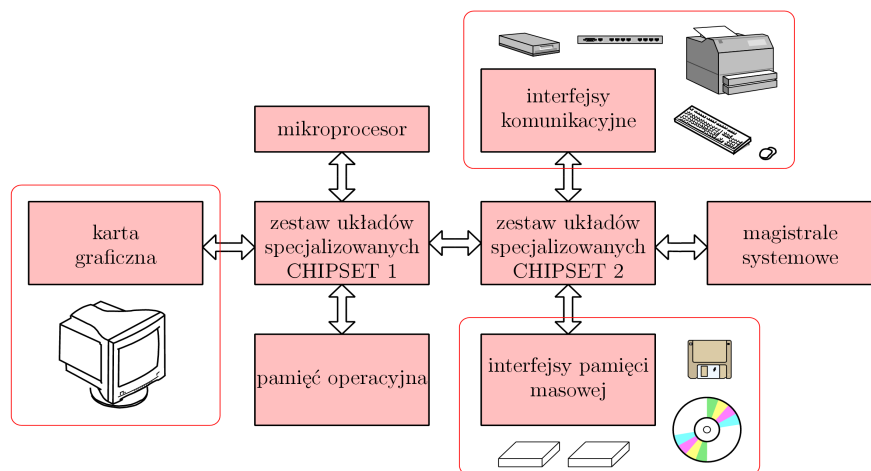 interfejsy
komunikacyjne
mikroprocesor
karta
graficzna
zestaw układów
specjalizowanych
CHIPSET 1
zestaw układów
specjalizowanych
CHIPSET 2
magistrale
systemowe
pamięć operacyjna
interfejsy pamięci
masowej